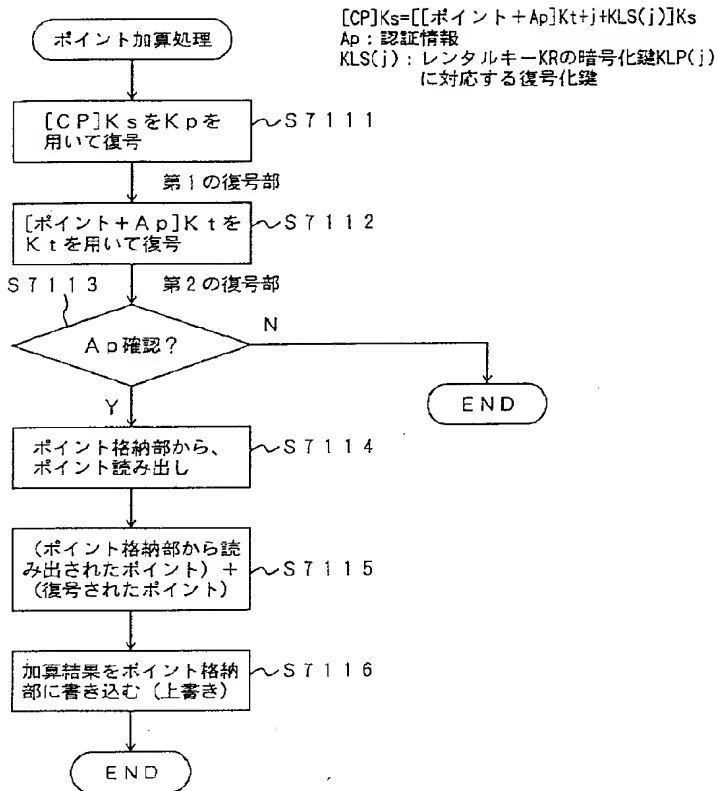 [CP]Ks=[[ポイント+Ap]Kt+j+KLS(j)]Ks
Ap:認証情報
KLS(j):レンタルキーKRの暗号化鍵KLP(j)
に対応する復号化鍵
ポイント加算処理
[CP]KsをKpを
用いて復号
S7111
第1の復号部
[ポイント+Ap]Ktを
Ktを用いて復号
S7112
S7113
第2の復号部
Ap確認?
N
END
Y
ポイント格納部から、
ポイント読み出し
S7114
(ポイント格納部から読
み出されたポイント)+
(復号されたポイント)
S7115
加算結果をポイント格納
部に書き込む(上書き)
S7116
END